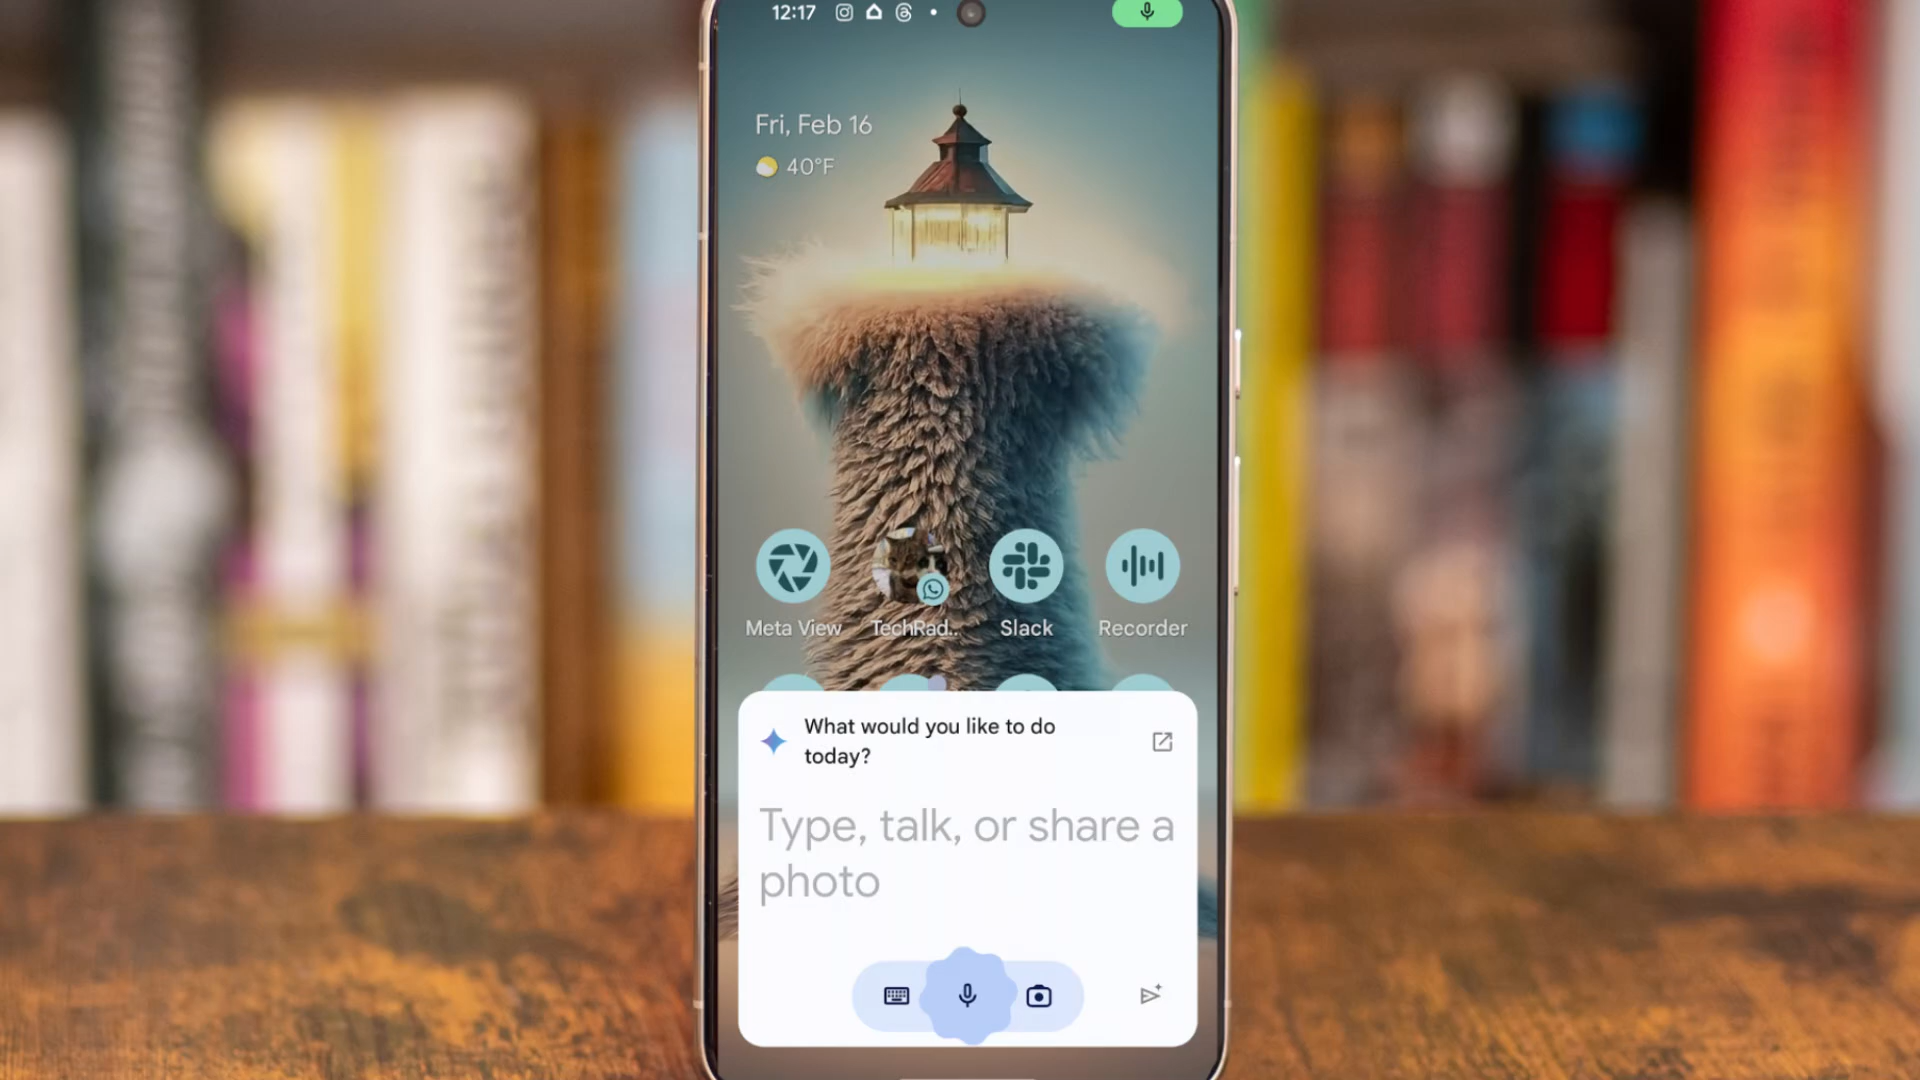 12:17
Fri, Feb 16
40°F
Meta View TechRad.. Slack Recorder
What would you like to do
today?
Type, talk, or share a
photo